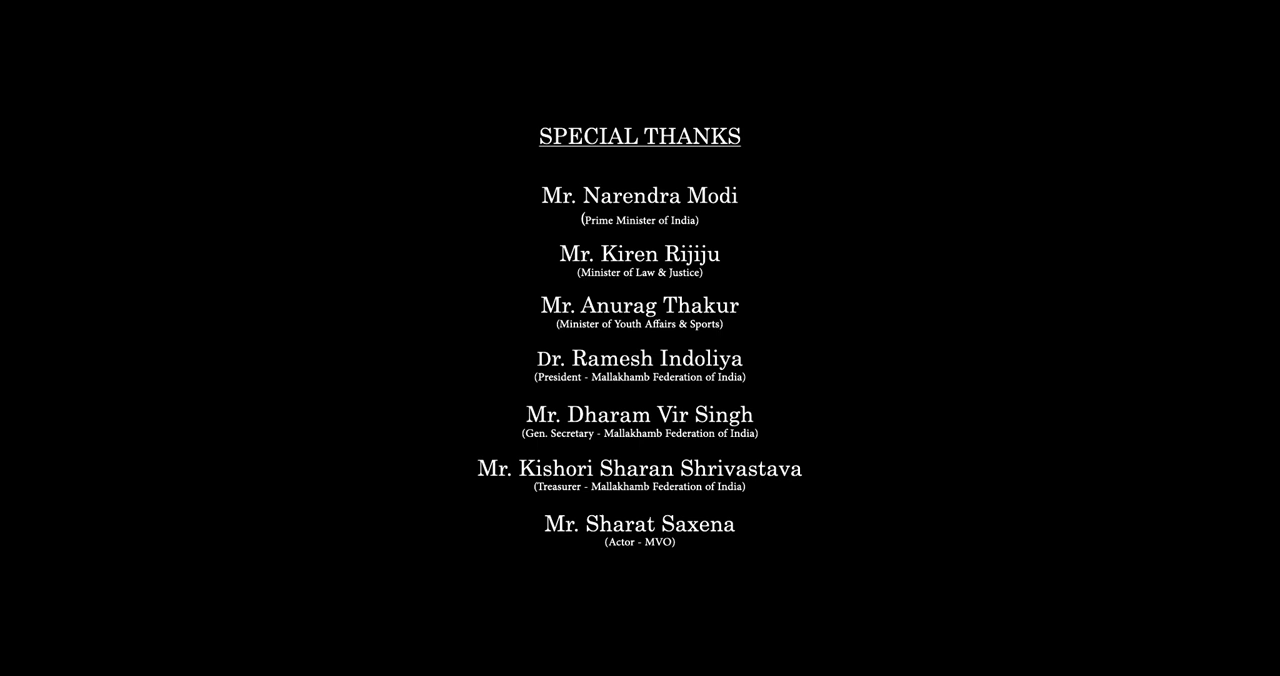 SPECIAL THANKS
Mr. Narendra Modi
(Prime Minister of India)
Mr. Kiren Rijiju
(Minister of Law & Justice)
Mr. Anurag Thakur
(Minister of Youth Affairs & Sports)
Dr. Ramesh Indoliya
(President - Mallakhamb Federation of India)
Mr. Dharam Vir Singh
(Gen. Secretary - Mallakhamb Federation of India)
Mr. Kishori Sharan Shrivastava
(Treasurer - Mallakhamb Federation of India)
Mr. Sharat Saxena
(Actor - MVO)